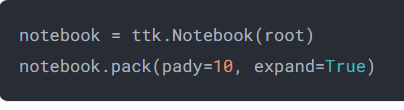 notebook = ttk.Notebook(root)
notebook.pack(pady=10, expand=True)